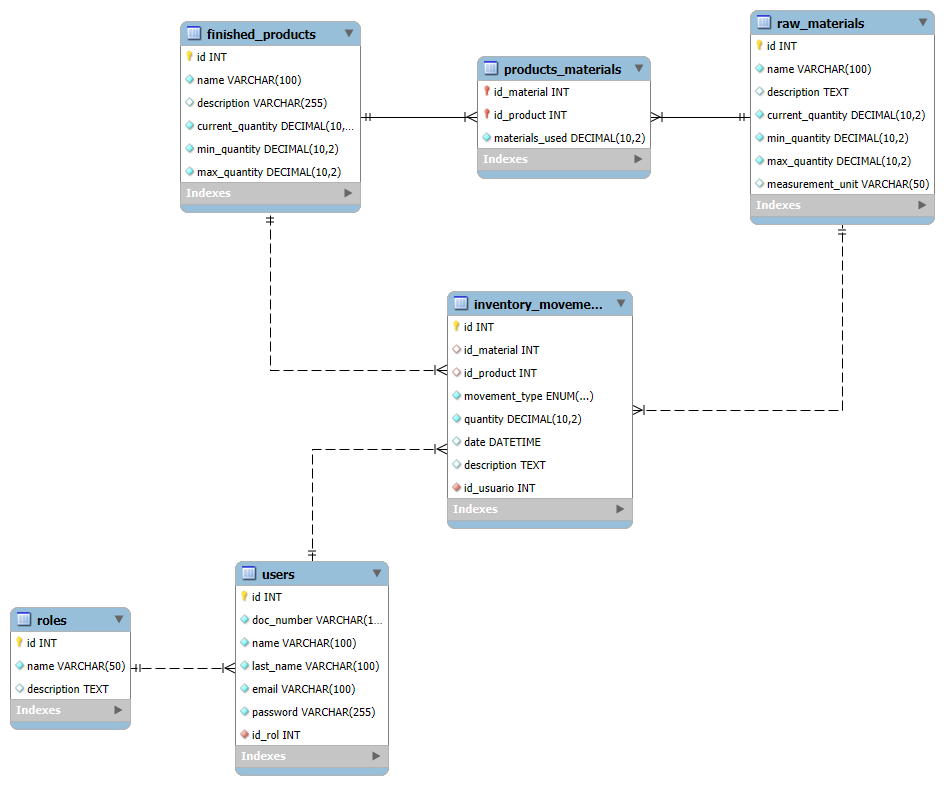 finished_products
id INT
name VARCHAR(100)
description VARCHAR(255)
current_quantity DECIMAL(10,...
min_quantity DECIMAL(10,2)
max_quantity DECIMAL(10,2)
Indexes
products_materials
id_material INT
id_product INT
materials_used DECIMAL(10,2)
Indexes
raw_materials
id INT
name VARCHAR(100)
description TEXT
current_quantity DECIMAL(10,2)
min_quantity DECIMAL(10,2)
max_quantity DECIMAL(10,2)
measurement_unit VARCHAR(50)
Indexes
inventory_moveme...
id INT
id_material INT
id_product INT
movement_type ENUM(...)
quantity DECIMAL(10,2)
date DATETIME
description TEXT
id_usuario INT
Indexes
users
id INT
doc_number VARCHAR(1...
name VARCHAR(100)
last_name VARCHAR(100)
email VARCHAR(100)
password VARCHAR(255)
id_rol INT
Indexes
roles
id INT
name VARCHAR(50)
description TEXT
Indexes